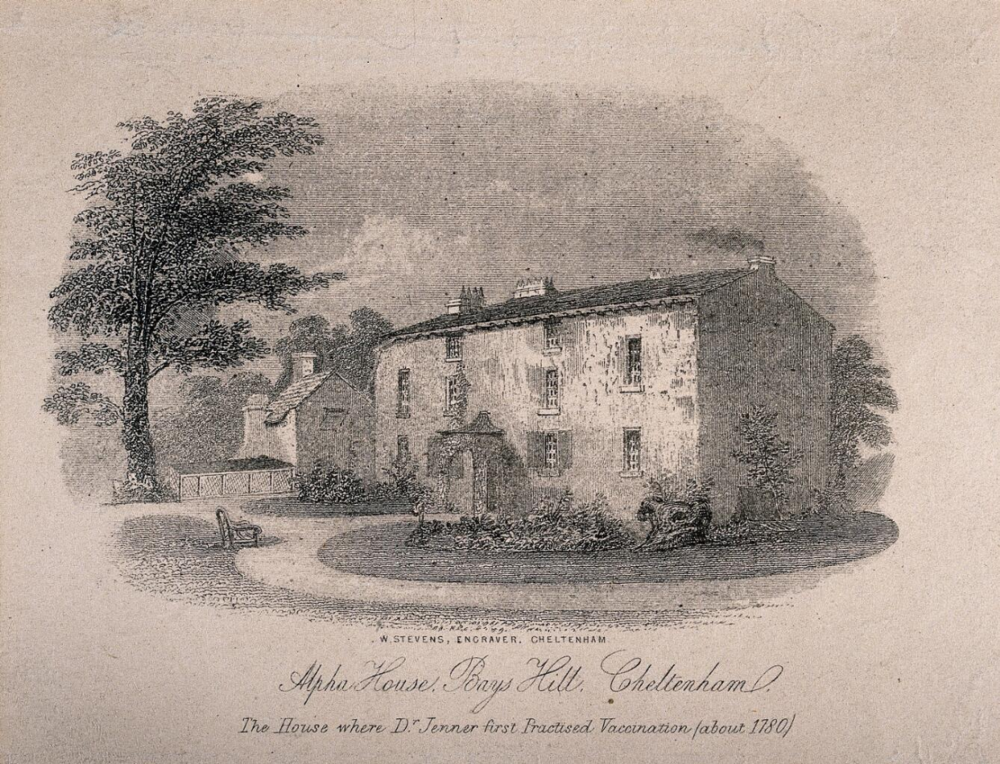 W. STEVENS, ENGRAVER. CHELTENHAM
Alpha House, Bays Hill, Cheltenham.
The House where Dr. Jenner first Practised Vaccination (about 1780)